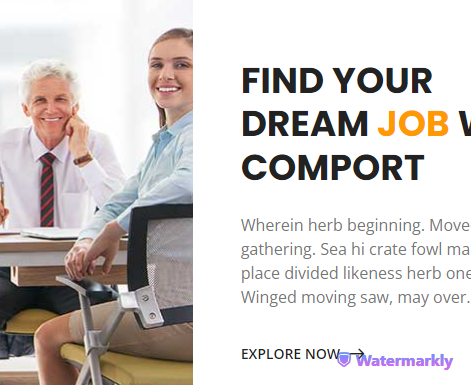 FIND YOUR
DREAM JOB W
COMPORT
Wherein herb beginning. Move
gathering. Sea hi crate fowl ma
place divided likeness herb one
Winged moving saw, may over.
EXPLORE NOW
Watermarkly